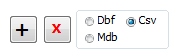 + X Dbf Csv
Mdb